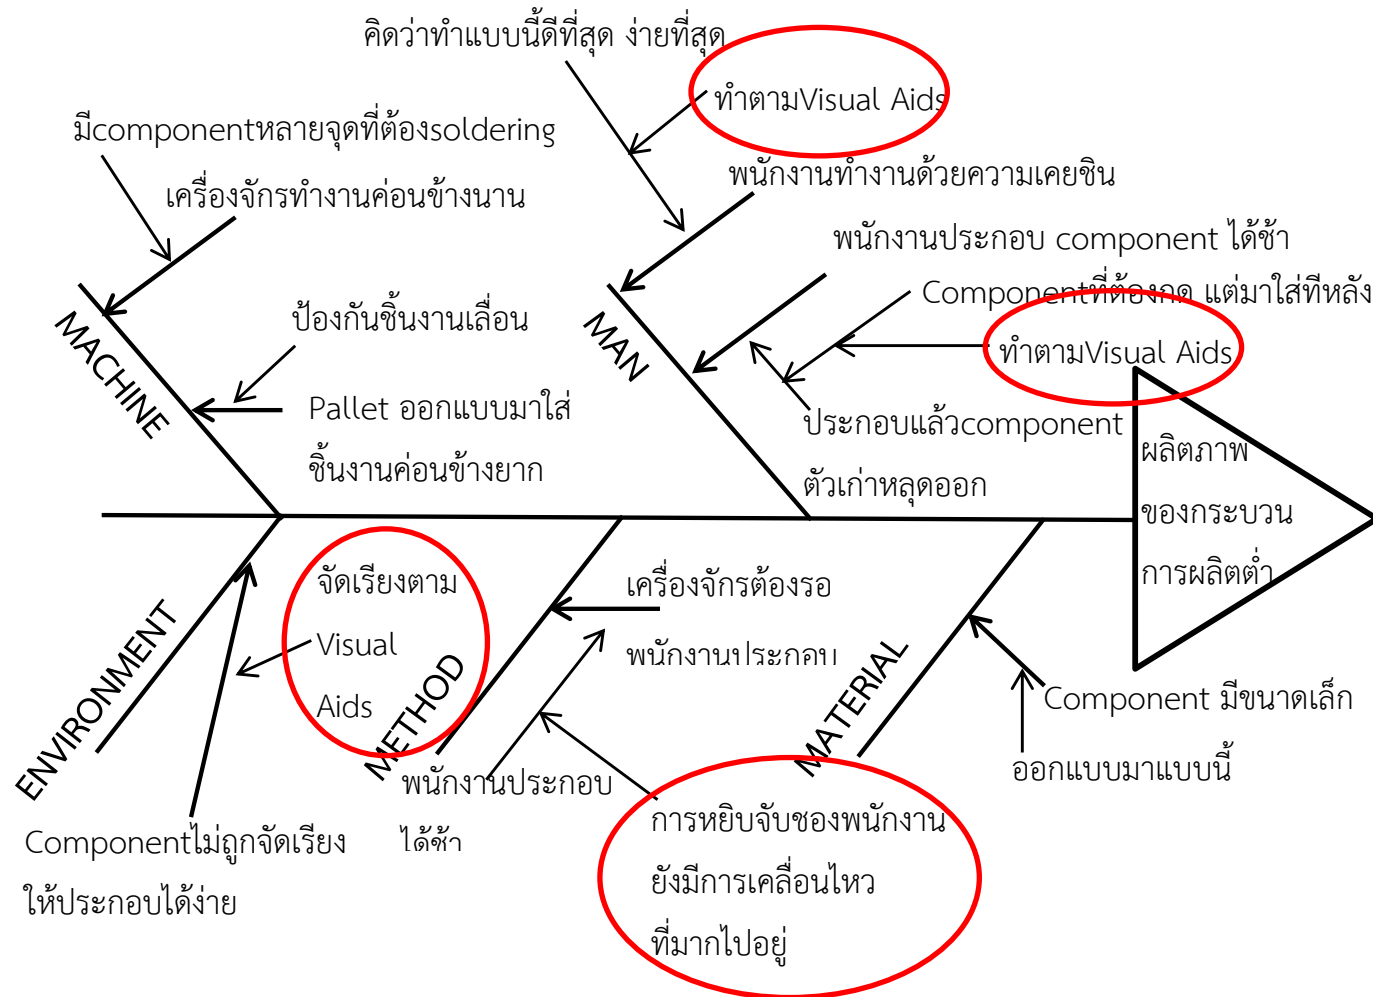 คิดว่าทำแบบนี้ดีที่สุด ง่ายที่สุด
ทำตามVisual Aids
มีcomponentหลายจุดที่ต้องsoldering
พนักงานทำงานด้วยความเคยชิน
เครื่องจักรทำงานค่อนข้างนาน
พนักงานประกอบ component ได้ช้า
Componentที่ต้องกด แต่มาใส่ทีหลัง
ป้องกันชิ้นงานเลื่อน
ทำตามVisual Aids
MACHINE
MAN
Pallet ออกแบบมาใส่
ชิ้นงานค่อนข้างยาก
ประกอบแล้วcomponent
ตัวเก่าหลุดออก
ผลิตภาพ
ของกระบวน
การผลิตต่ำ
จัดเรียงตาม
Visual
Aids
เครื่องจักรต้องรอ
พนักงานประกอบ
ENVIRONMENT
METHOD
MATERIAL
Component มีขนาดเล็ก
ออกแบบมาแบบนี้
พนักงานประกอบ
ได้ช้า
Componentไม่ถูกจัดเรียง
ให้ประกอบได้ง่าย
การหยิบจับชองพนักงาน
ยังมีการเคลื่อนไหว
ที่มากไปอยู่